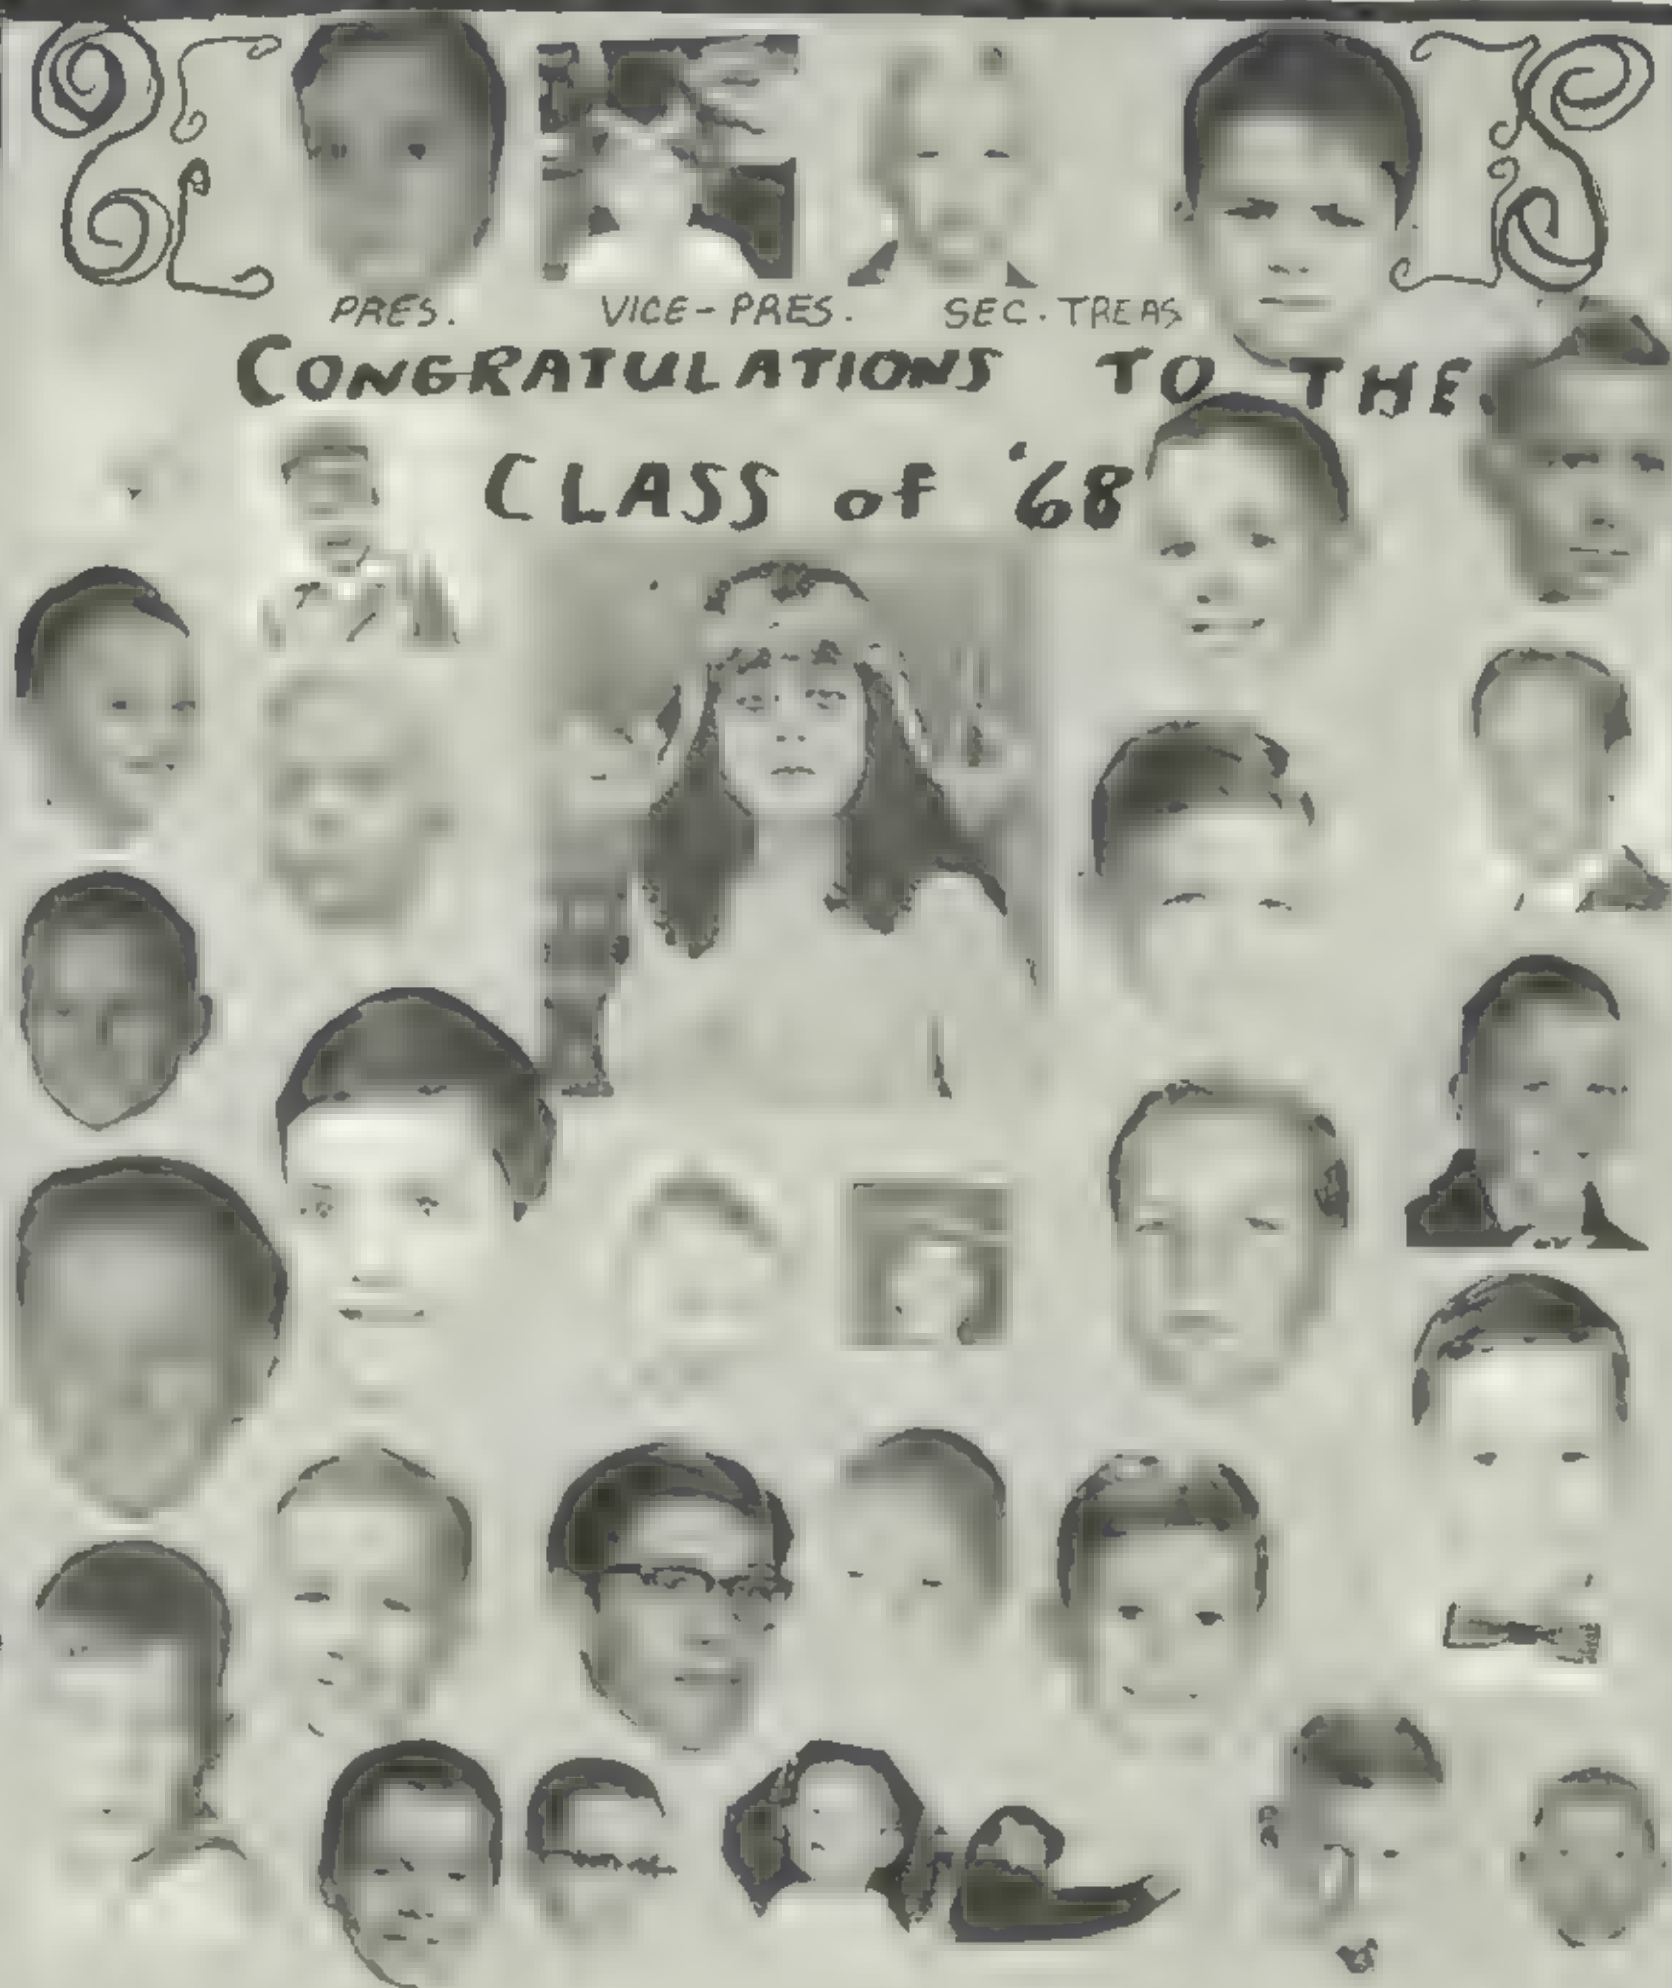 PRES. VICE-PRES. SEC. TREAS
CONGRATULATIONS TO THE
CLASS of '68